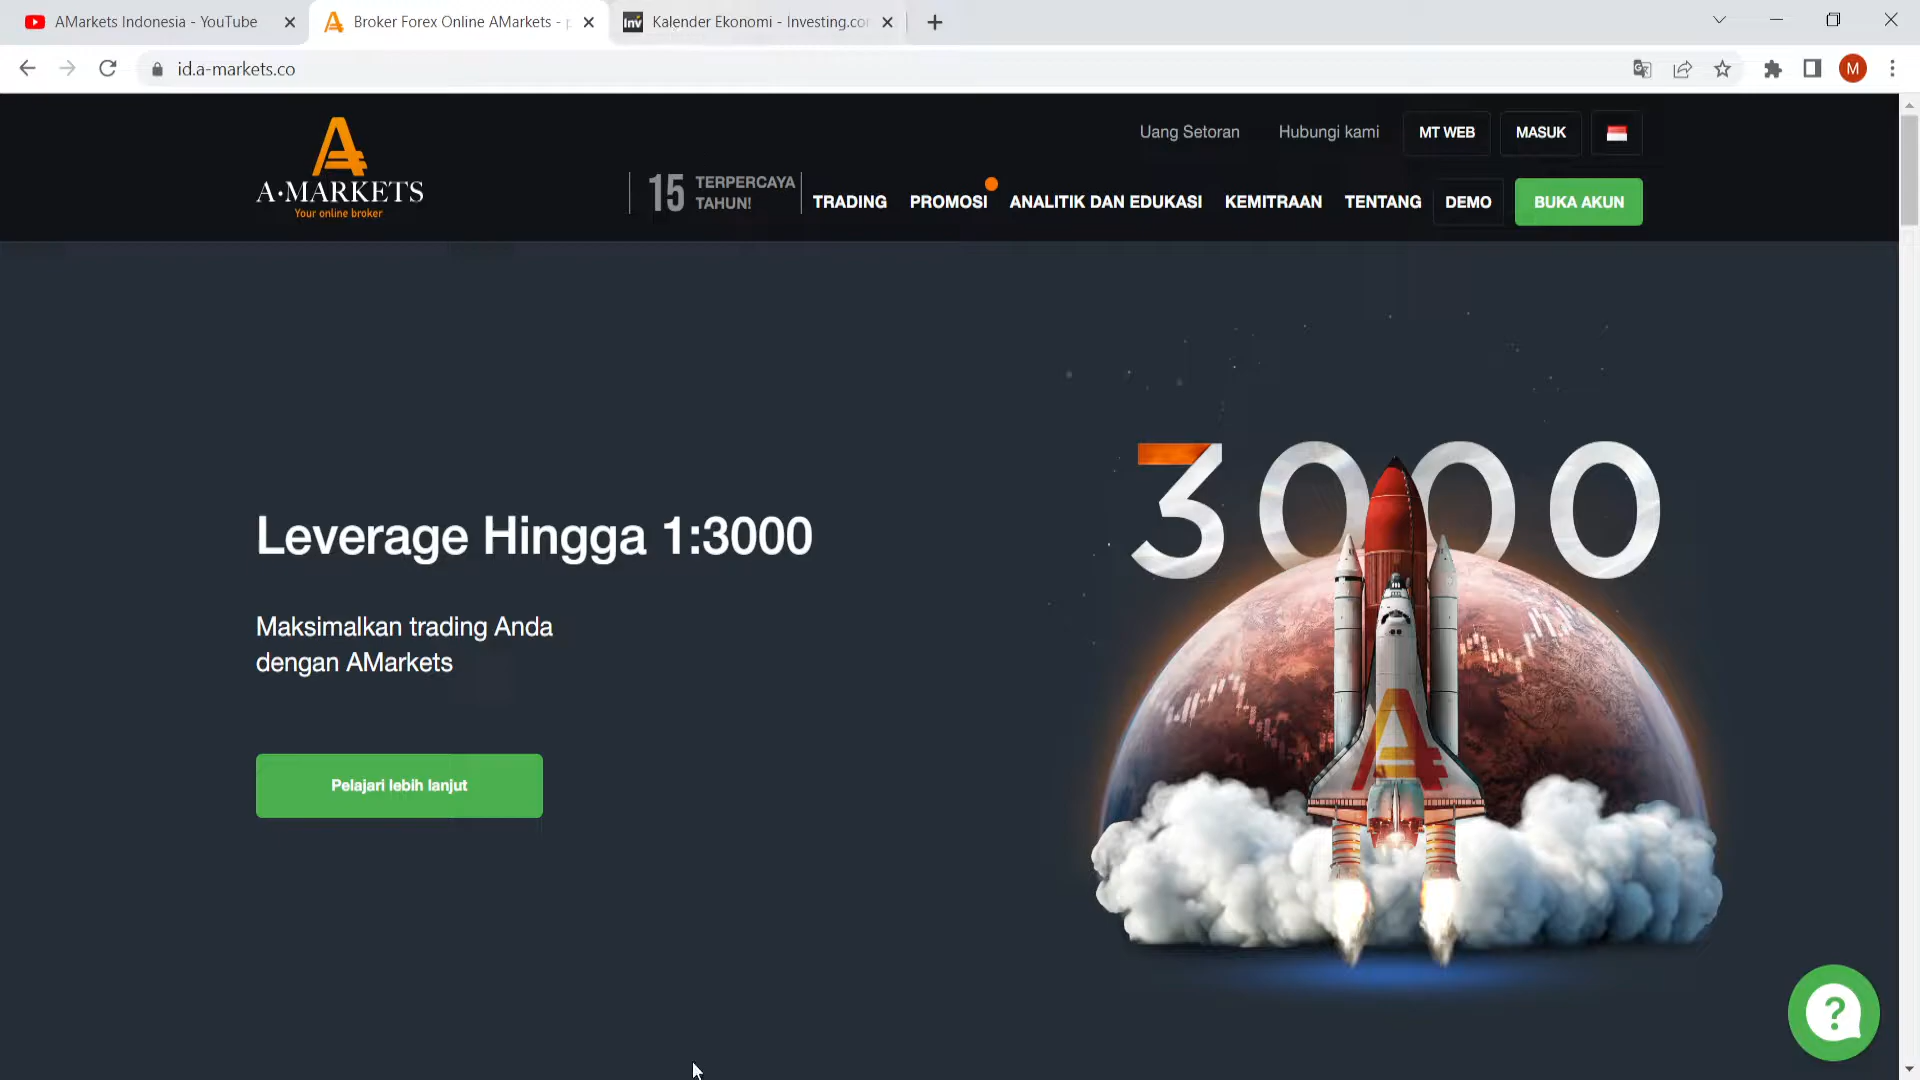 AMarkets Indonesia - YouTube
Broker Forex Online AMarkets - p
Kalender Ekonomi - Investing.co
id.a-markets.co
M
A·MARKETS
Your online broker
15 TERPERCAYA TAHUN!
Uang Setoran
Hubungi kami
MT WEB
MASUK
TRADING
PROMOSI
ANALITIK DAN EDUKASI
KEMITRAAN
TENTANG
DEMO
BUKA AKUN
3000
Leverage Hingga 1:3000
Maksimalkan trading Anda
dengan AMarkets
Pelajari lebih lanjut
?